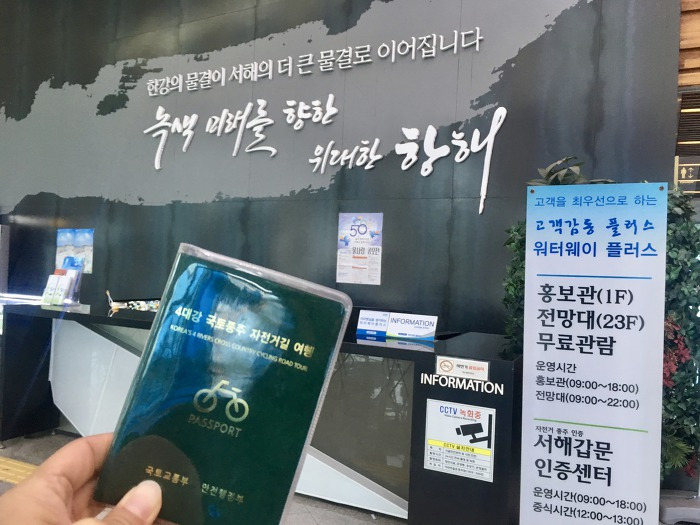 한강의 물결이 서해의 더 큰 물결로 이어집니다
녹색 미래를 향한
위대한 항해
50
INFORMATION
INFORMATION
CCTV 녹화중
4대강 국토종주 자전거길 여행
KOREA'S 4 RIVERS CROSS COUNTRY CYCLING ROAD TOUR
PASSPORT
국토교통부 안전행정부
고객을 최우선으로 하는
고객감동 플러스
워터웨이 플러스
홍보관(1F)
전망대(23F)
무료관람
운영시간
홍보관(09:00~18:00)
전망대(09:00~22:00)
자전거 종주 인증
서해갑문
인증센터
운영시간(09:00~18:00)
중식시간(12:00~13:00)